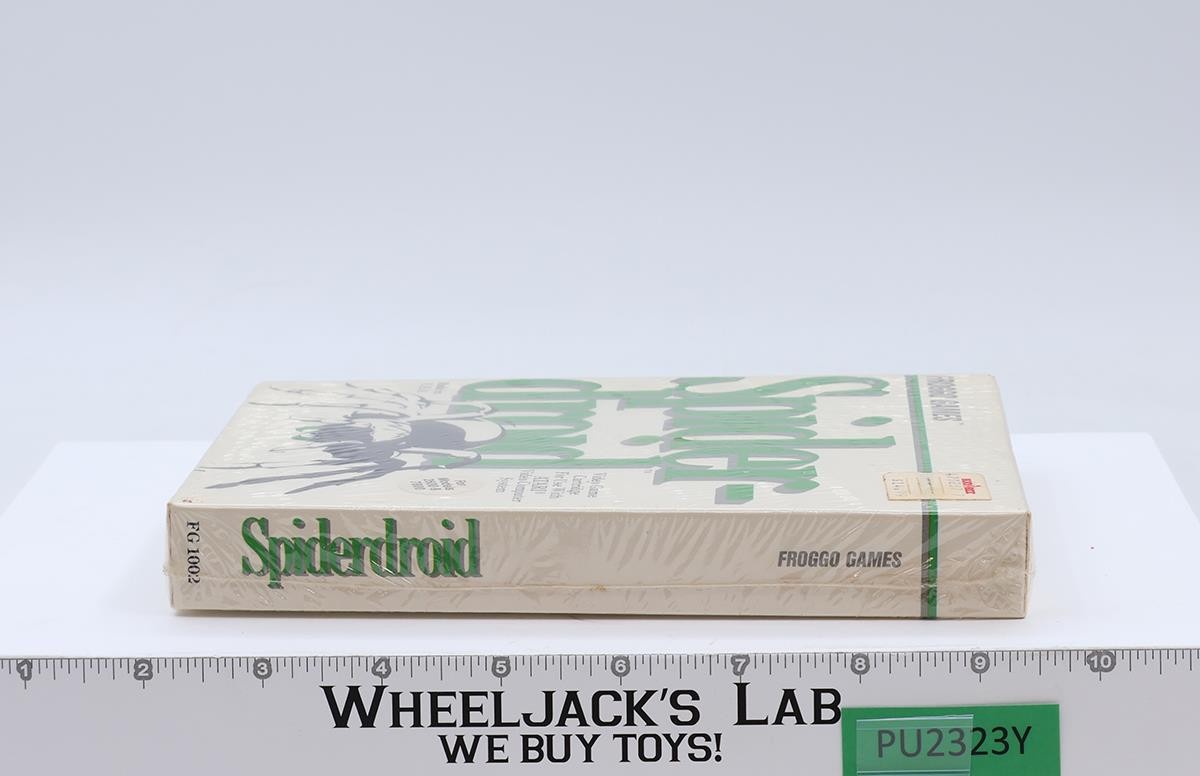 FROGGO GAMES
Spider-
droid
Video Game
Cartridge
For Use With
ATARI®
Video Computer
System
FG 1002
Spiderdroid
FROGGO GAMES
1 2 3 4 5 6 7 8 9 10
WHEELJACK'S LAB
WE BUY TOYS!
PU2323Y